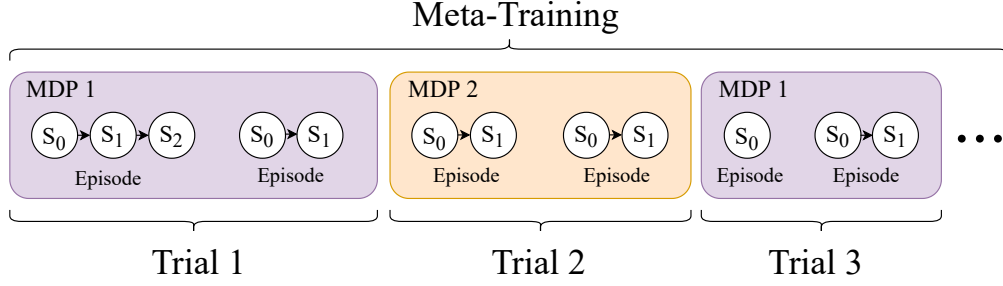 Meta-Training
MDP 1
S0 S1 S2 S0 S1
Episode Episode
MDP 2
S0 S1 S0 S1
Episode Episode
MDP 1
S0 S0 S1
Episode Episode
...
Trial 1
Trial 2
Trial 3